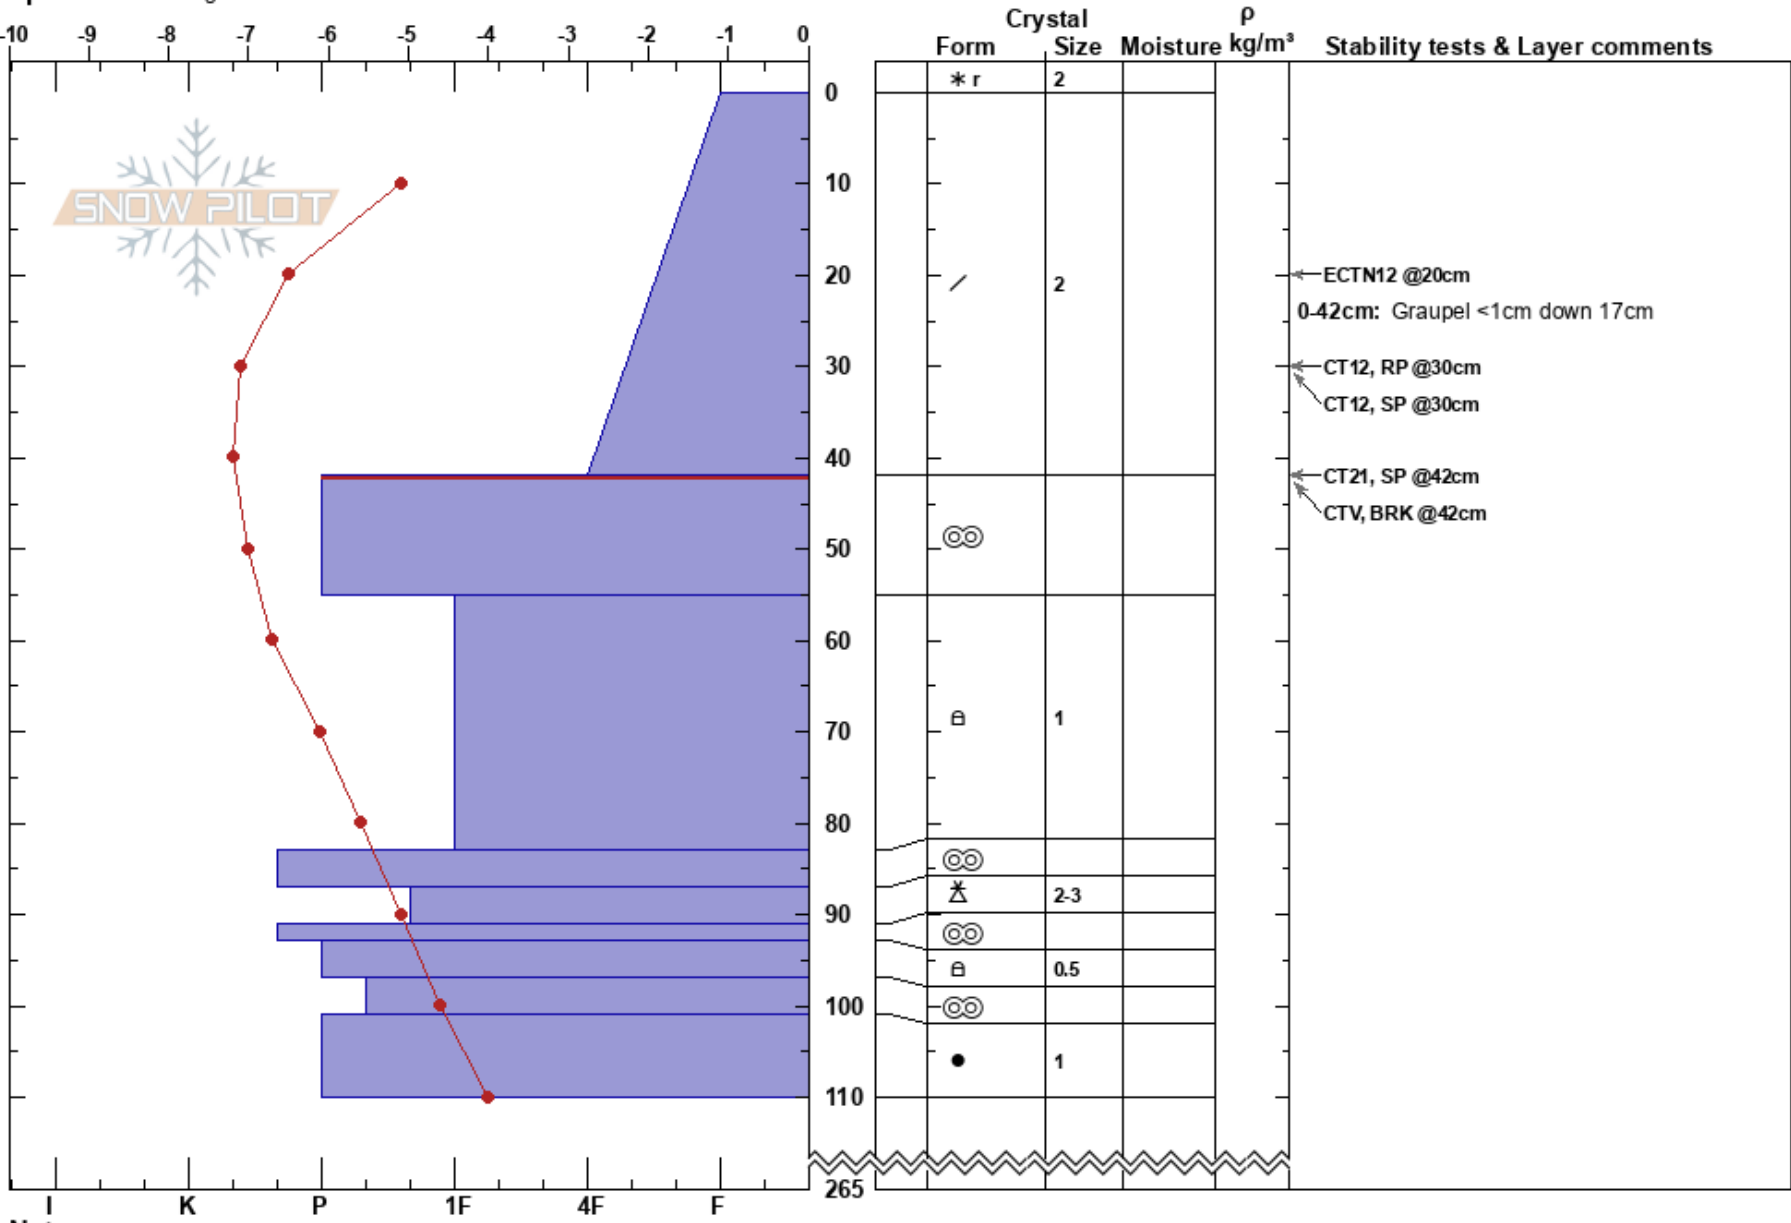 Crystal ρ
-10 -9 -8 -7 -6 -5 -4 -3 -2 -1 0
Form Size Moisture kg/m³ Stability tests & Layer comments
r 2
0
10
SNOW PILOT
20
2
ECTN12 @20cm
0-42cm: Graupel <1cm down 17cm
30
CT12, RP @30cm
CT12, SP @30cm
40
CT21, SP @42cm
CTV, BRK @42cm
50
60
70
1
80
2-3
90
0.5
100
1
110
265
I K P 1F 4F F